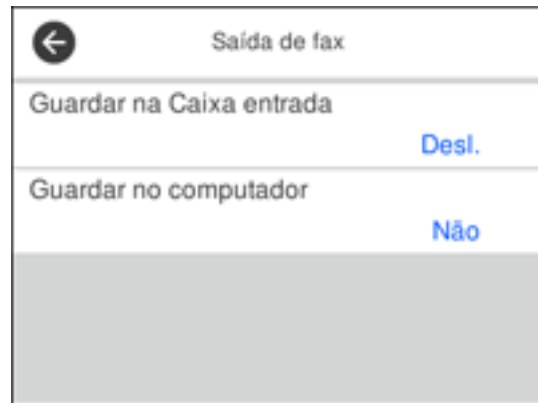 Saída de fax
Guardar na Caixa entrada
Desl.
Guardar no computador
Não